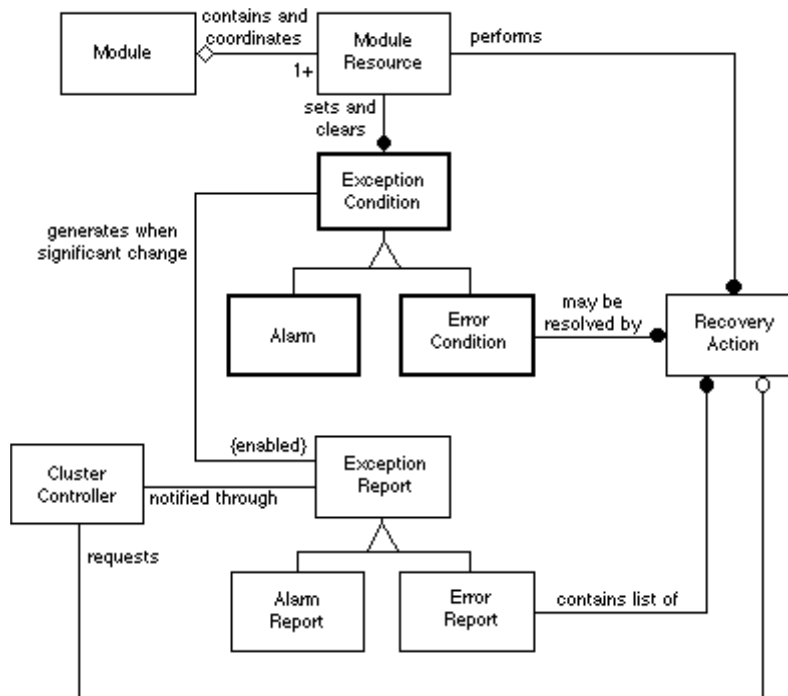 contains and
coordinates
Module
Module
Resource
performs
1+
sets and
clears
Exception
Condition
generates when
significant change
Alarm
Error
Condition
may be
resolved by
Recovery
Action
{enabled}
Exception
Report
Cluster
Controller
notified through
requests
Alarm
Report
Error
Report
contains list of